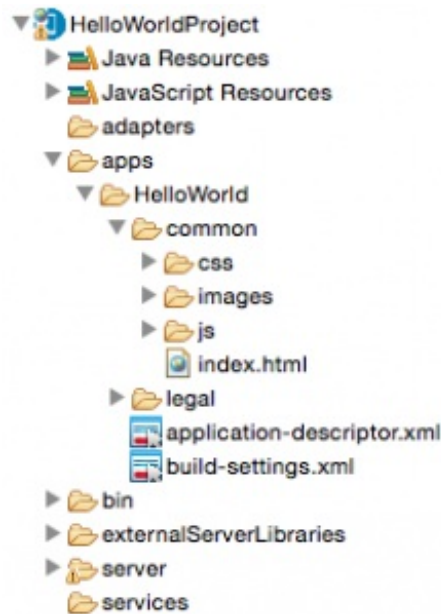 HelloWorldProject
Java Resources
JavaScript Resources
adapters
apps
HelloWorld
common
css
images
js
index.html
legal
application-descriptor.xml
build-settings.xml
bin
externalServerLibraries
server
services